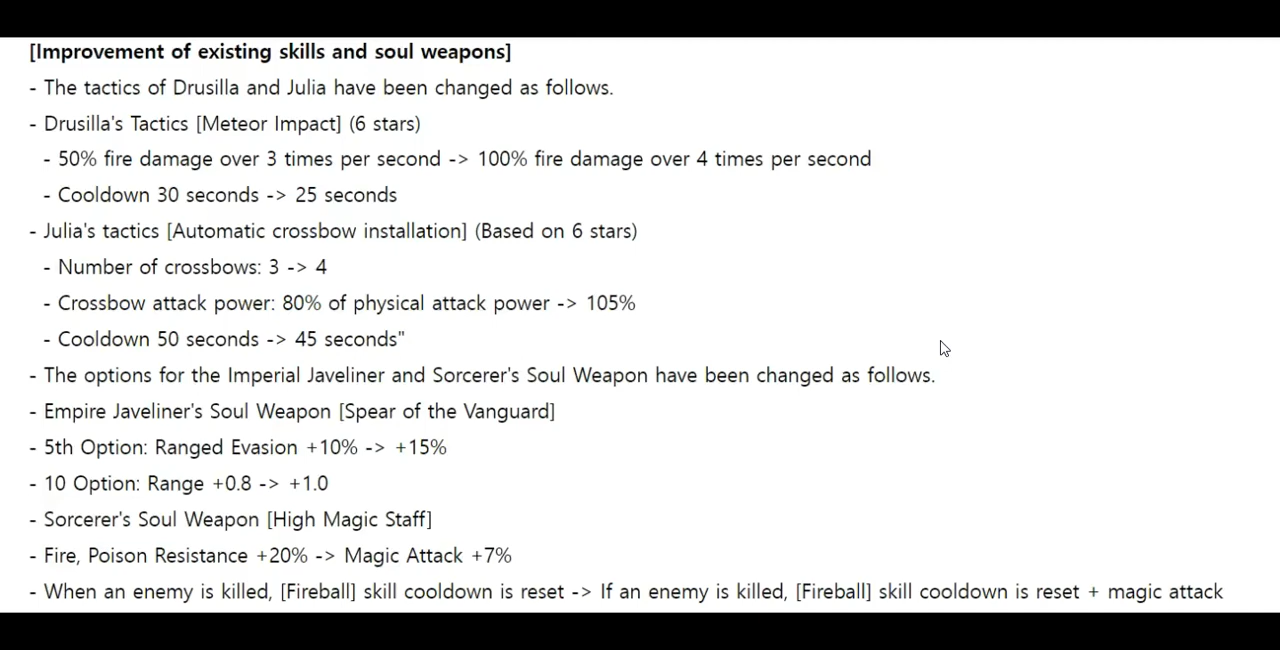 [Improvement of existing skills and soul weapons]
- The tactics of Drusilla and Julia have been changed as follows.
- Drusilla's Tactics [Meteor Impact] (6 stars)
- 50% fire damage over 3 times per second -> 100% fire damage over 4 times per second
- Cooldown 30 seconds -> 25 seconds
- Julia's tactics [Automatic crossbow installation] (Based on 6 stars)
- Number of crossbows: 3 -> 4
- Crossbow attack power: 80% of physical attack power -> 105%
- Cooldown 50 seconds -> 45 seconds"
- The options for the Imperial Javeliner and Sorcerer's Soul Weapon have been changed as follows.
- Empire Javeliner's Soul Weapon [Spear of the Vanguard]
- 5th Option: Ranged Evasion +10% -> +15%
- 10 Option: Range +0.8 -> +1.0
- Sorcerer's Soul Weapon [High Magic Staff]
- Fire, Poison Resistance +20% -> Magic Attack +7%
- When an enemy is killed, [Fireball] skill cooldown is reset -> If an enemy is killed, [Fireball] skill cooldown is reset + magic attack